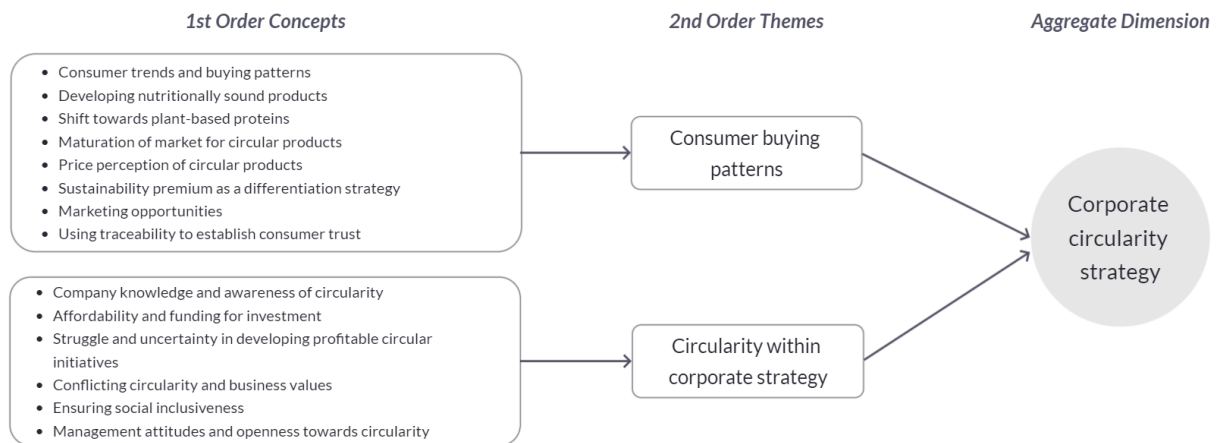 1st Order Concepts
2nd Order Themes
Aggregate Dimension
• Consumer trends and buying patterns
• Developing nutritionally sound products
• Shift towards plant-based proteins
• Maturation of market for circular products
• Price perception of circular products
• Sustainability premium as a differentiation strategy
• Marketing opportunities
• Using traceability to establish consumer trust
Consumer buying
patterns
• Company knowledge and awareness of circularity
• Affordability and funding for investment
• Struggle and uncertainty in developing profitable circular
initiatives
• Conflicting circularity and business values
• Ensuring social inclusiveness
• Management attitudes and openness towards circularity
Circularity within
corporate strategy
Corporate
circularity
strategy